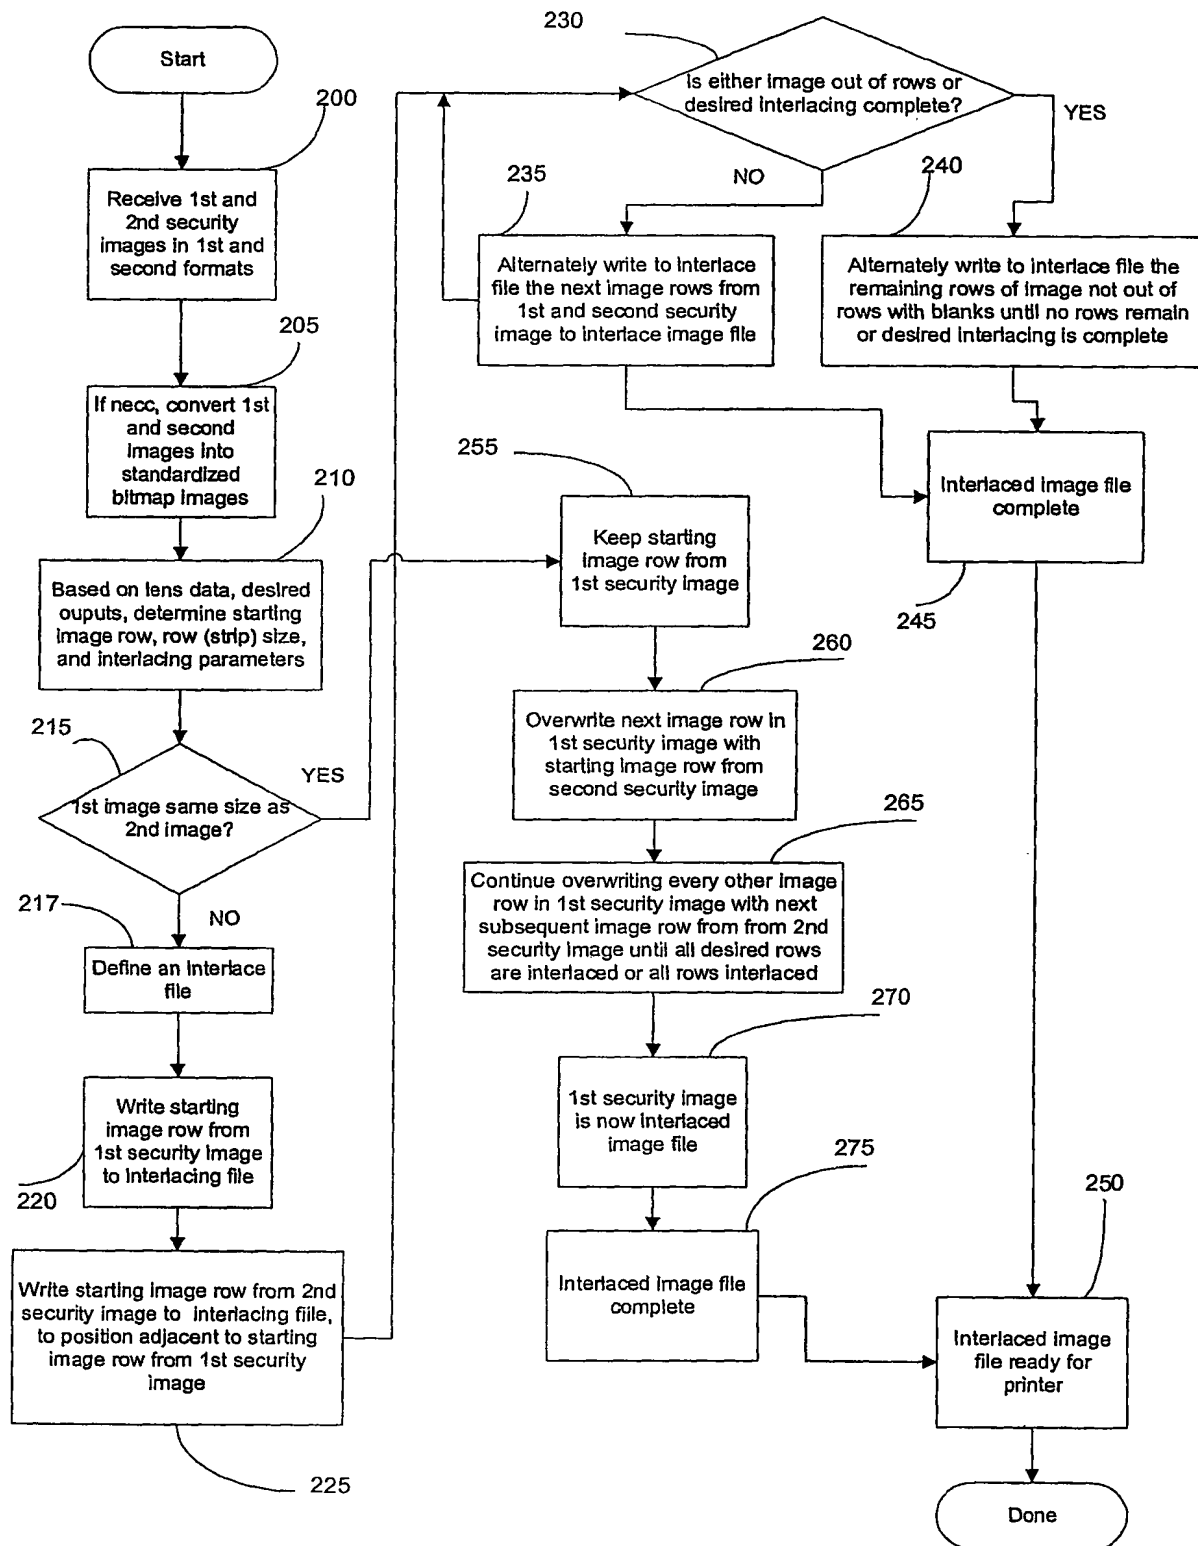 Start
200
Receive 1st and
2nd security
images in 1st and
second formats
205
If necc, convert 1st
and second
images into
standardized
bitmap images
210
Based on lens data, desired
ouputs, determine starting
image row, row (strip) size,
and interlacing parameters
215
1st image same size as
2nd image?
YES
NO
217
Define an interlace
file
Write starting
image row from
1st security image
to interlacing file
220
Write starting image row from 2nd
security image to interlacing fiile,
to position adjacent to starting
image row from 1st security
image
225
230
Is either image out of rows or
desired interlacing complete?
YES
NO
235
Alternately write to interlace
file the next image rows from
1st and second security
image to interlace image file
240
Alternately write to interlace file the
remaining rows of image not out of
rows with blanks until no rows remain
or desired interlacing is complete
Interlaced image file
complete
245
255
Keep starting
image row from
1st security image
260
Overwrite next image row in
1st security image with
starting image row from
second security image
265
Continue overwriting every other image
row in 1st security image with next
subsequent image row from from 2nd
security image until all desired rows
are interlaced or all rows interlaced
270
1st security image
is now interlaced
image file
275
Interlaced image file
complete
250
Interlaced image
file ready for
printer
Done